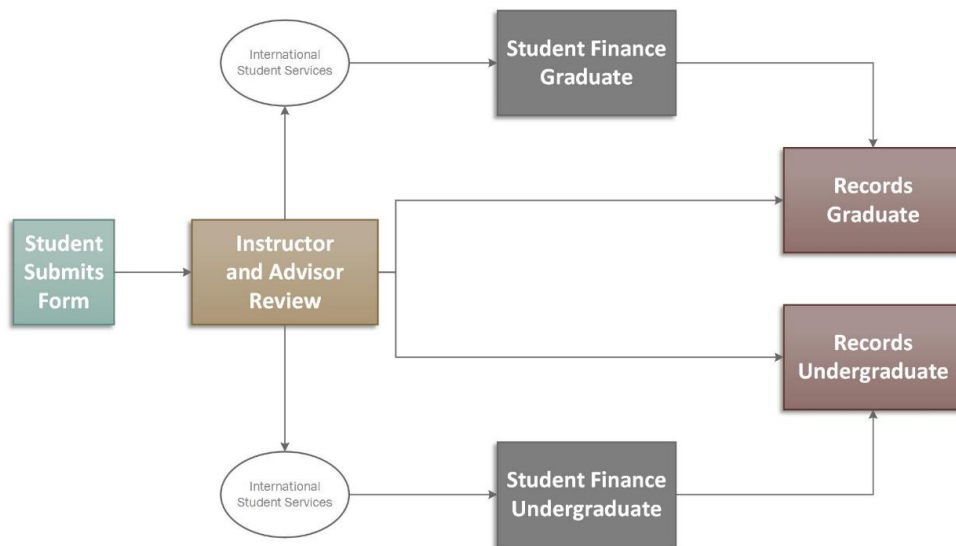 International
Student Services
Student Finance
Graduate
Records
Graduate
Student
Submits
Form
Instructor
and Advisor
Review
Records
Undergraduate
International
Student Services
Student Finance
Undergraduate